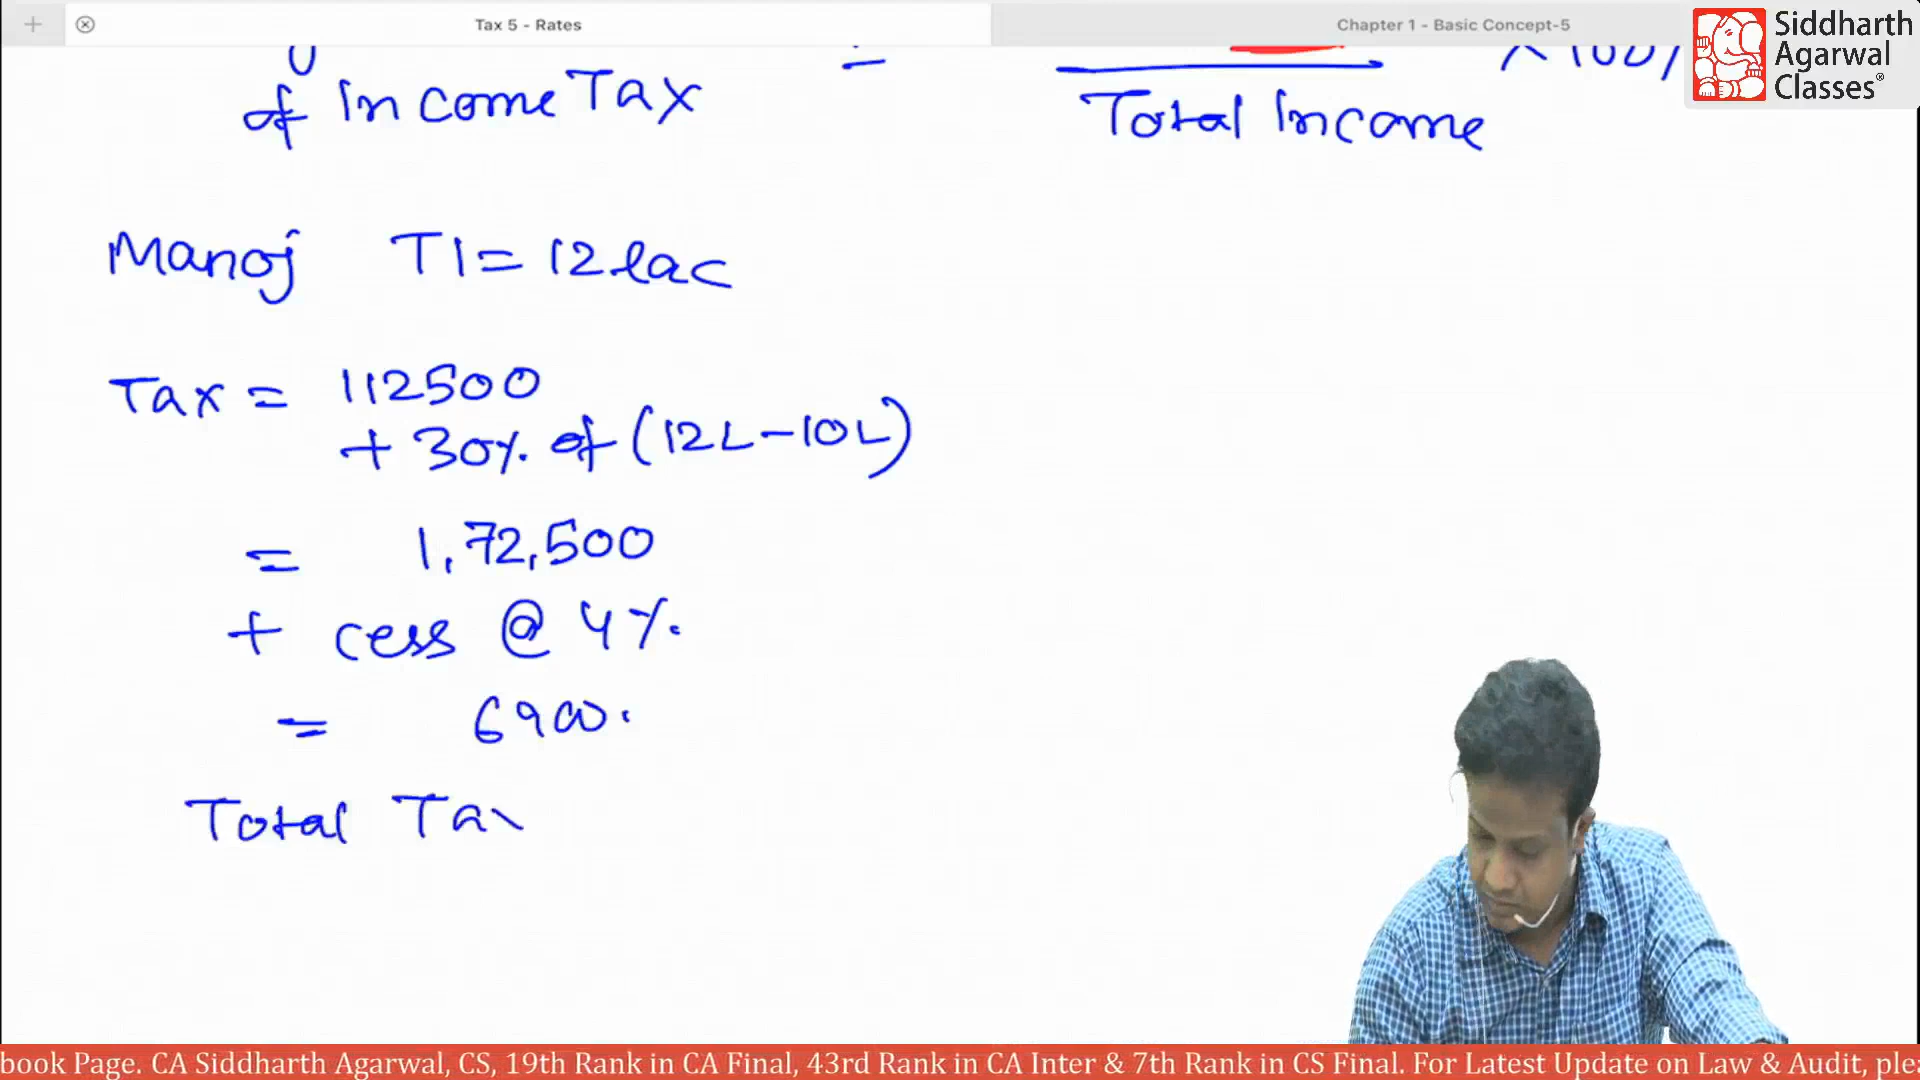 Tax 5 - Rates
Chapter 1 - Basic Concept-5
Siddharth
Agarwal
Classes®
of Income Tax
=
Total Income
Manoj TI = 12 lac
Tax = 112500
+ 30% of (12L - 10L)
= 1,72,500
+ cess @ 4%.
= 6900.
Total Tax
book Page. CA Siddharth Agarwal, CS, 19th Rank in CA Final, 43rd Rank in CA Inter & 7th Rank in CS Final. For Latest Update on Law & Audit, ple